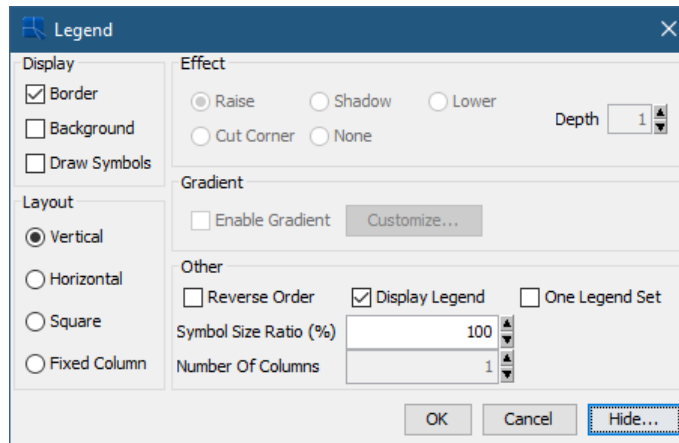 Legend
Display
Border
Background
Draw Symbols
Layout
Vertical
Horizontal
Square
Fixed Column
Effect
Raise Shadow Lower
Cut Corner None
Depth 1
Gradient
Enable Gradient Customize...
Other
Reverse Order Display Legend One Legend Set
Symbol Size Ratio (%) 100
Number Of Columns 1
OK Cancel Hide...